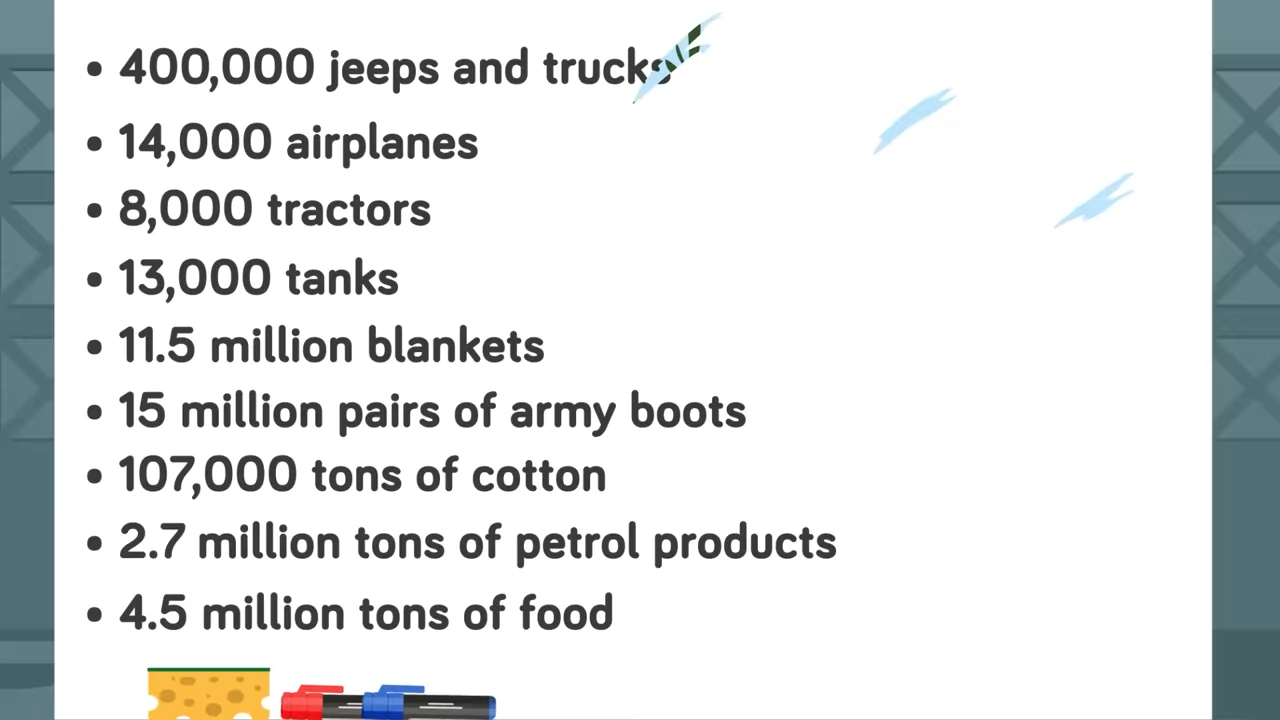 • 400,000 jeeps and trucks
• 14,000 airplanes
• 8,000 tractors
• 13,000 tanks
• 11.5 million blankets
• 15 million pairs of army boots
• 107,000 tons of cotton
• 2.7 million tons of petrol products
• 4.5 million tons of food